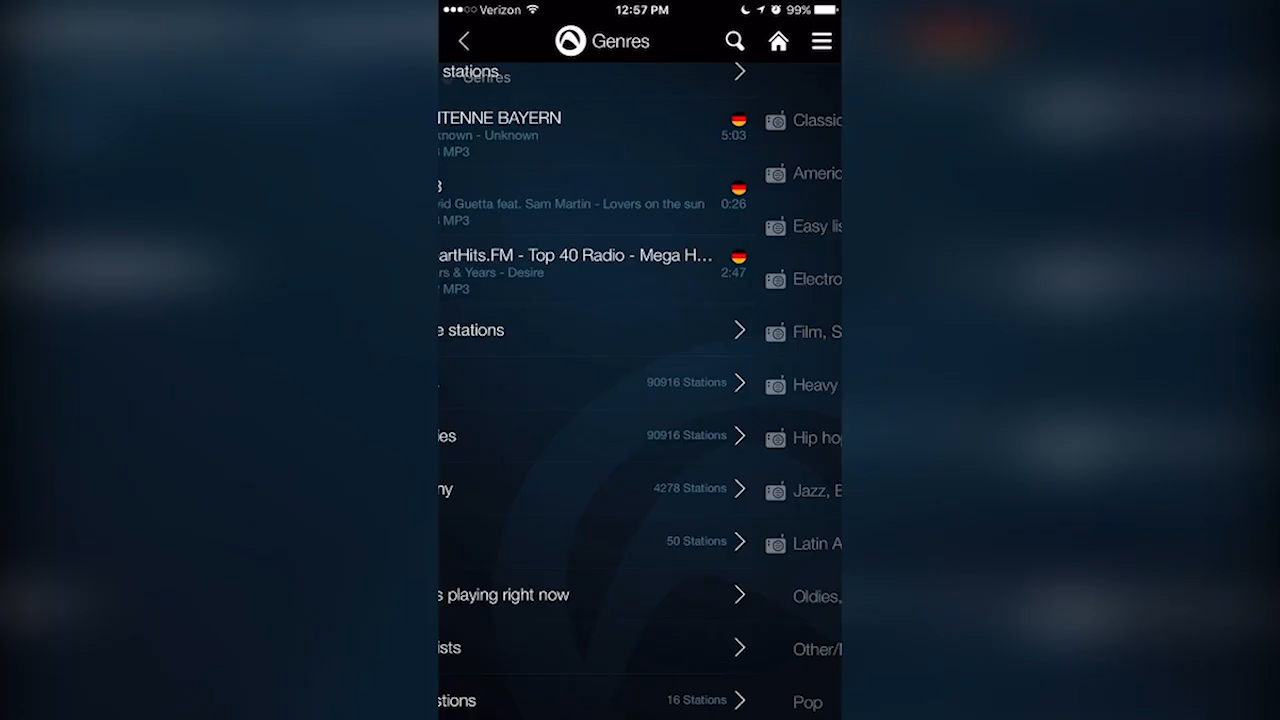 Verizon 12:57 PM 99%
Genres
stations
Genres
NTENNE BAYERN
known - Unknown 5:03
MP3
vid Guetta feat. Sam Martin - Lovers on the sun 0:26
MP3
artHits.FM - Top 40 Radio - Mega H...
rs & Years - Desire 2:47
MP3
e stations
90916 Stations
ies 90916 Stations
ny 4278 Stations
50 Stations
s playing right now
ists
stions 16 Stations
Classic
Americ
Easy lis
Electro
Film, S
Heavy
Hip hop
Jazz, B
Latin A
Oldies,
Other/
Pop